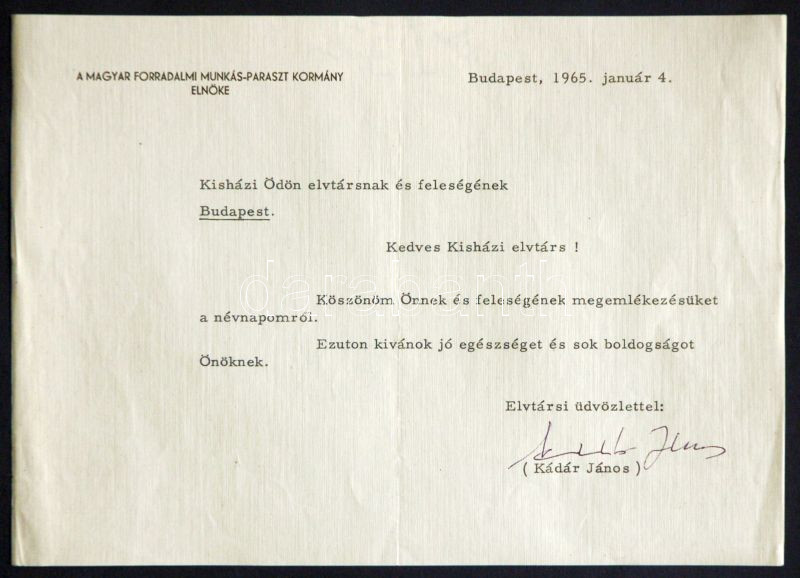 A MAGYAR FORRADALMI MUNKÁS-PARASZT KORMÁNY
ELNÖKE
Budapest, 1965. január 4.
Kisházi Ödön elvtársnak és feleségének
Budapest.
Kedves Kisházi elvtárs !
darabanth
Köszönöm Önnek és feleségének megemlékezésüket
a névnapomról.
Ezuton kivánok jó egészséget és sok boldogságot
Önöknek.
Elvtársi üdvözlettel:
( Kádár János )